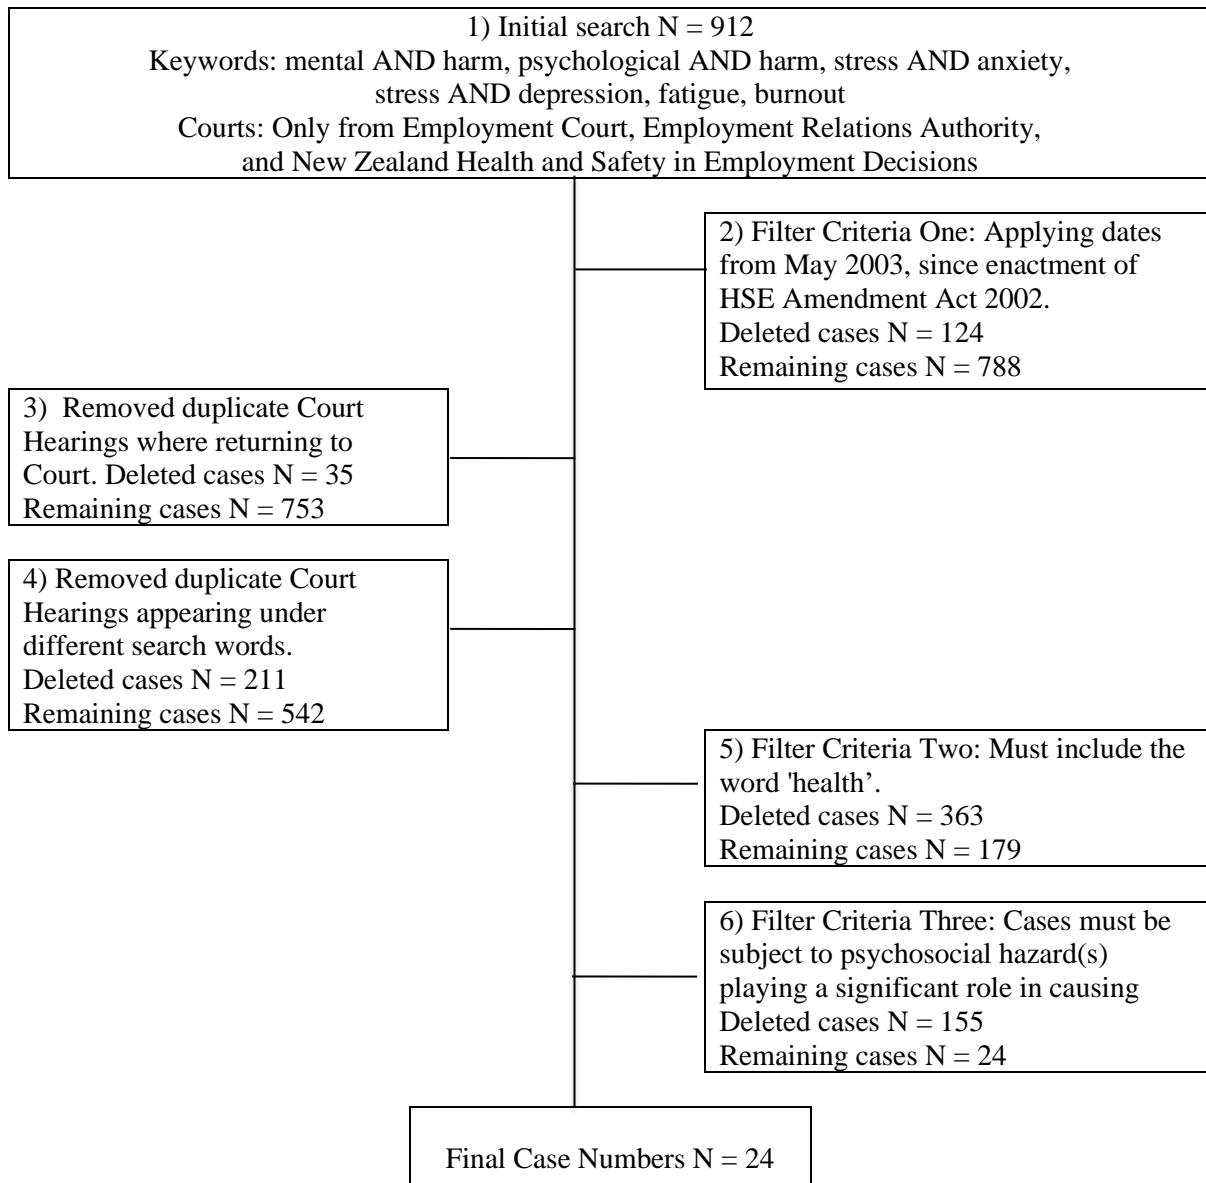 1) Initial search N = 912
Keywords: mental AND harm, psychological AND harm, stress AND anxiety,
stress AND depression, fatigue, burnout
Courts: Only from Employment Court, Employment Relations Authority,
and New Zealand Health and Safety in Employment Decisions
2) Filter Criteria One: Applying dates
from May 2003, since enactment of
HSE Amendment Act 2002.
Deleted cases N = 124
Remaining cases N = 788
3)  Removed duplicate Court
Hearings where returning to
Court. Deleted cases N = 35
Remaining cases N = 753
4) Removed duplicate Court
Hearings appearing under
different search words.
Deleted cases N = 211
Remaining cases N = 542
5) Filter Criteria Two: Must include the
word 'health’.
Deleted cases N = 363
Remaining cases N = 179
6) Filter Criteria Three: Cases must be
subject to psychosocial hazard(s)
playing a significant role in causing
Deleted cases N = 155
Remaining cases N = 24
Final Case Numbers N = 24